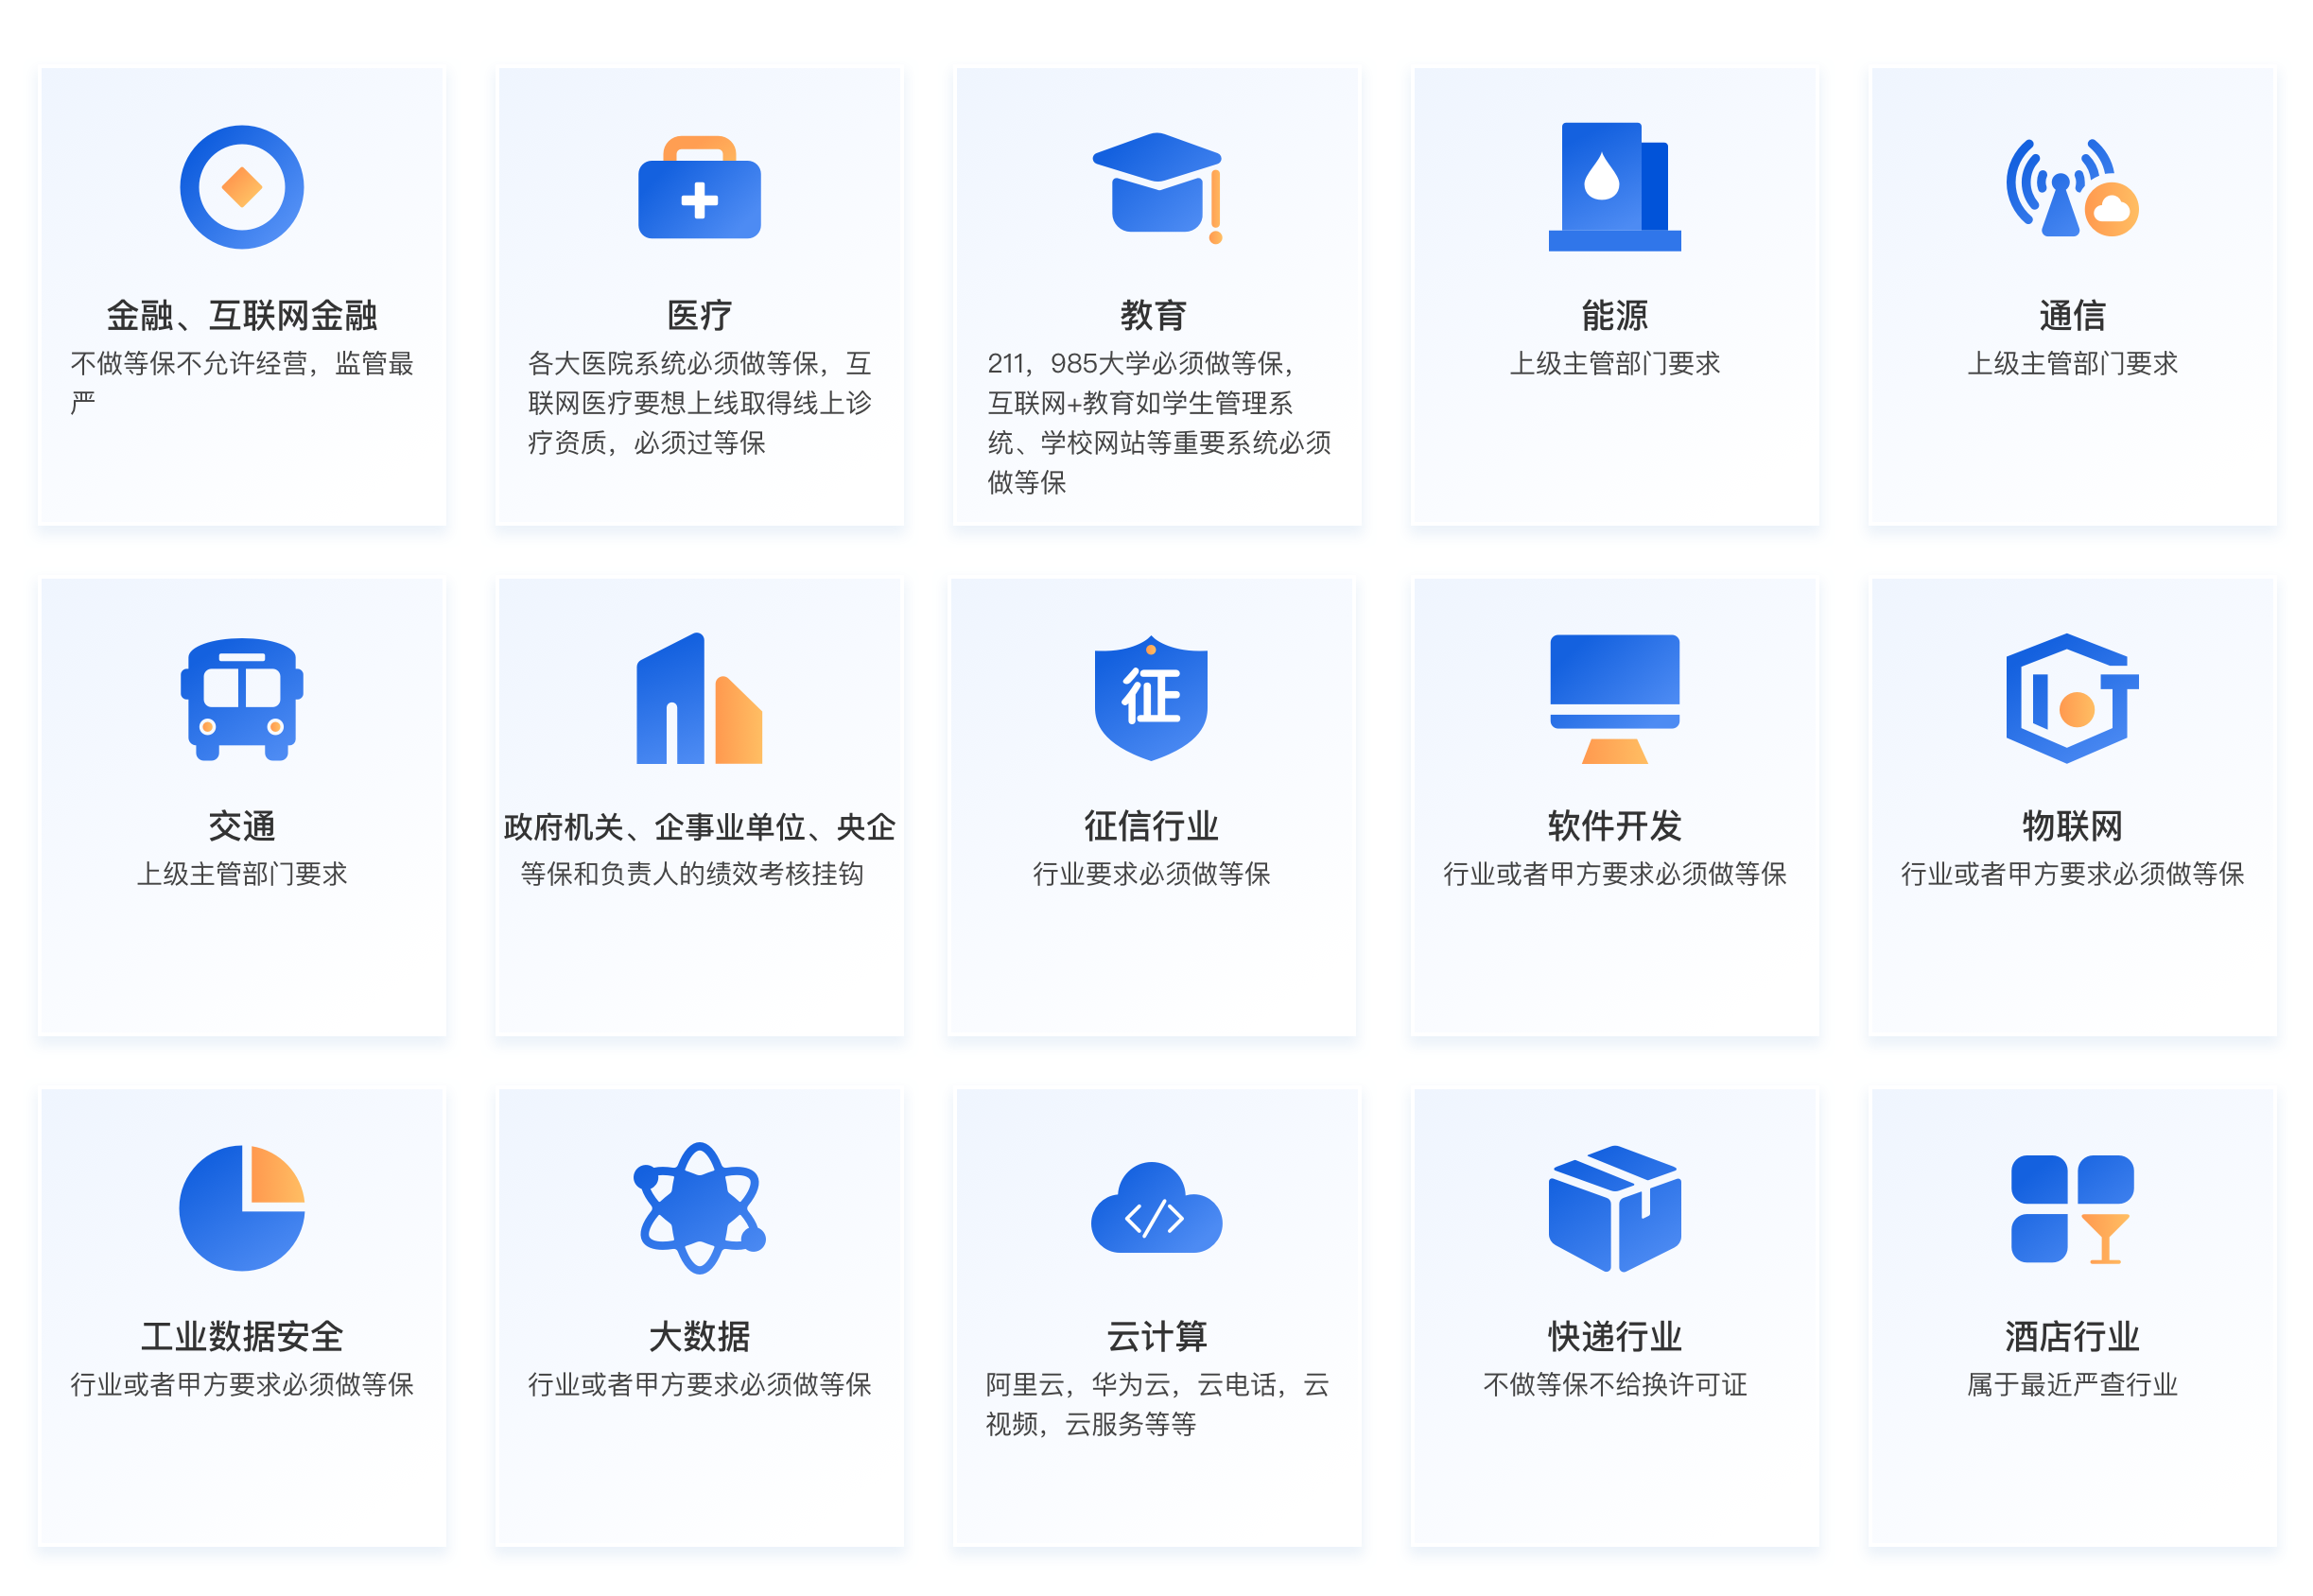 金融、互联网金融
不做等保不允许经营，监管最
严
医疗
各大医院系统必须做等保，互
联网医疗要想上线取得线上诊
疗资质，必须过等保
教育
211，985大学必须做等保，
互联网+教育如学生管理系
统、学校网站等重要系统必须
做等保
能源
上级主管部门要求
通信
上级主管部门要求
交通
上级主管部门要求
政府机关、企事业单位、央企
等保和负责人的绩效考核挂钩
征
征信行业
行业要求必须做等保
软件开发
行业或者甲方要求必须做等保
物联网
行业或者甲方要求必须做等保
工业数据安全
行业或者甲方要求必须做等保
大数据
行业或者甲方要求必须做等保
云计算
阿里云，华为云，云电话，云
视频，云服务等等
快递行业
不做等保不给换许可证
酒店行业
属于最近严查行业